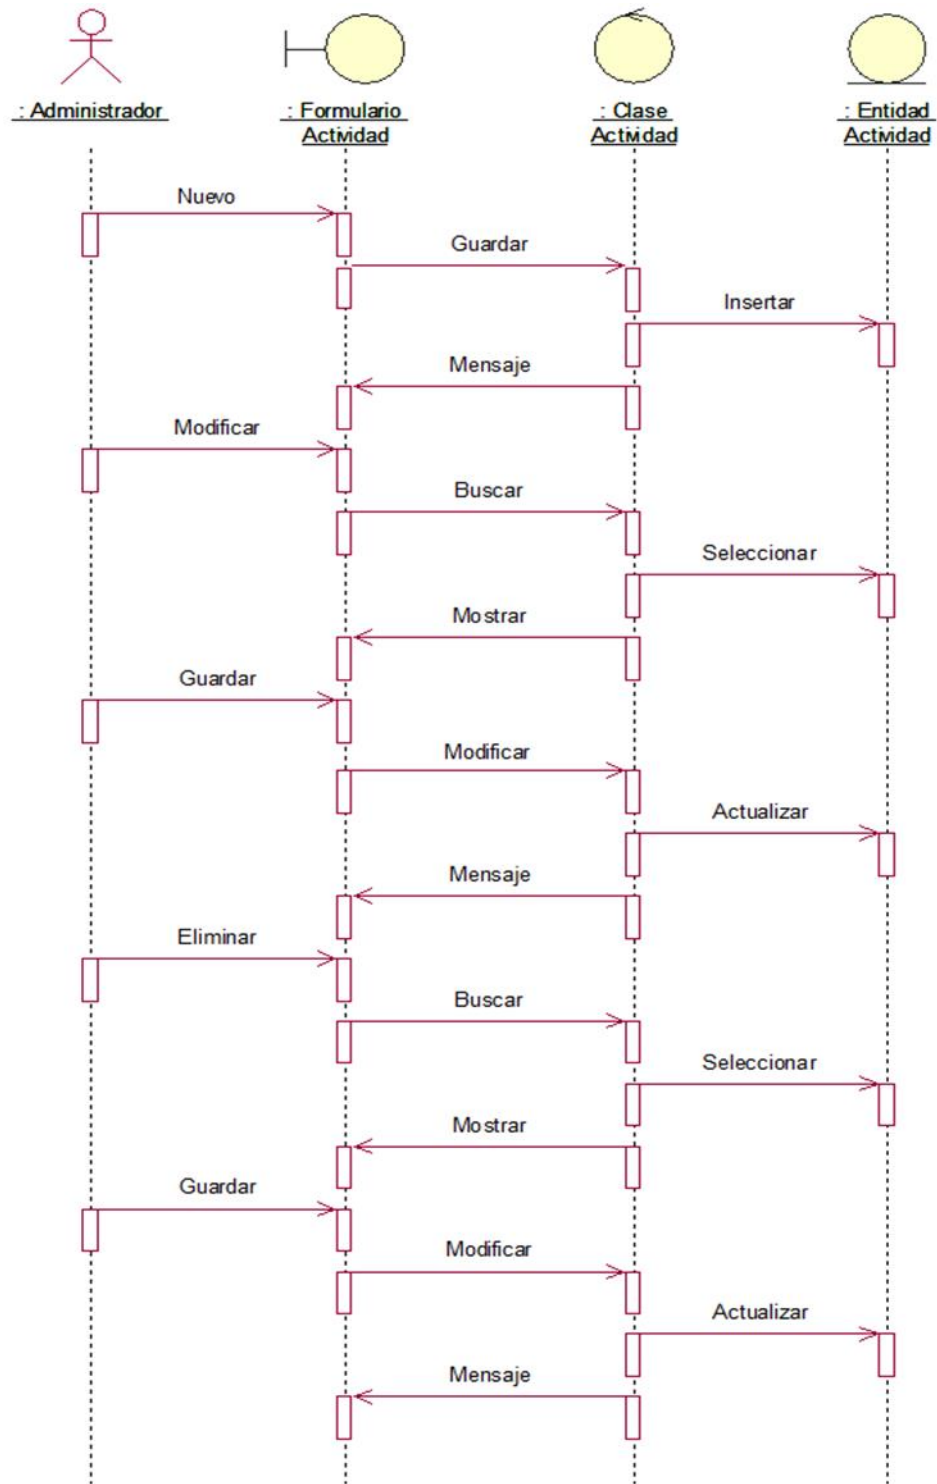 : Administrador
: Formulario
Actividad
: Clase
Actividad
: Entidad
Actividad
Nuevo
Guardar
Insertar
Mensaje
Modificar
Buscar
Seleccionar
Mostrar
Guardar
Modificar
Actualizar
Mensaje
Eliminar
Buscar
Seleccionar
Mostrar
Guardar
Modificar
Actualizar
Mensaje